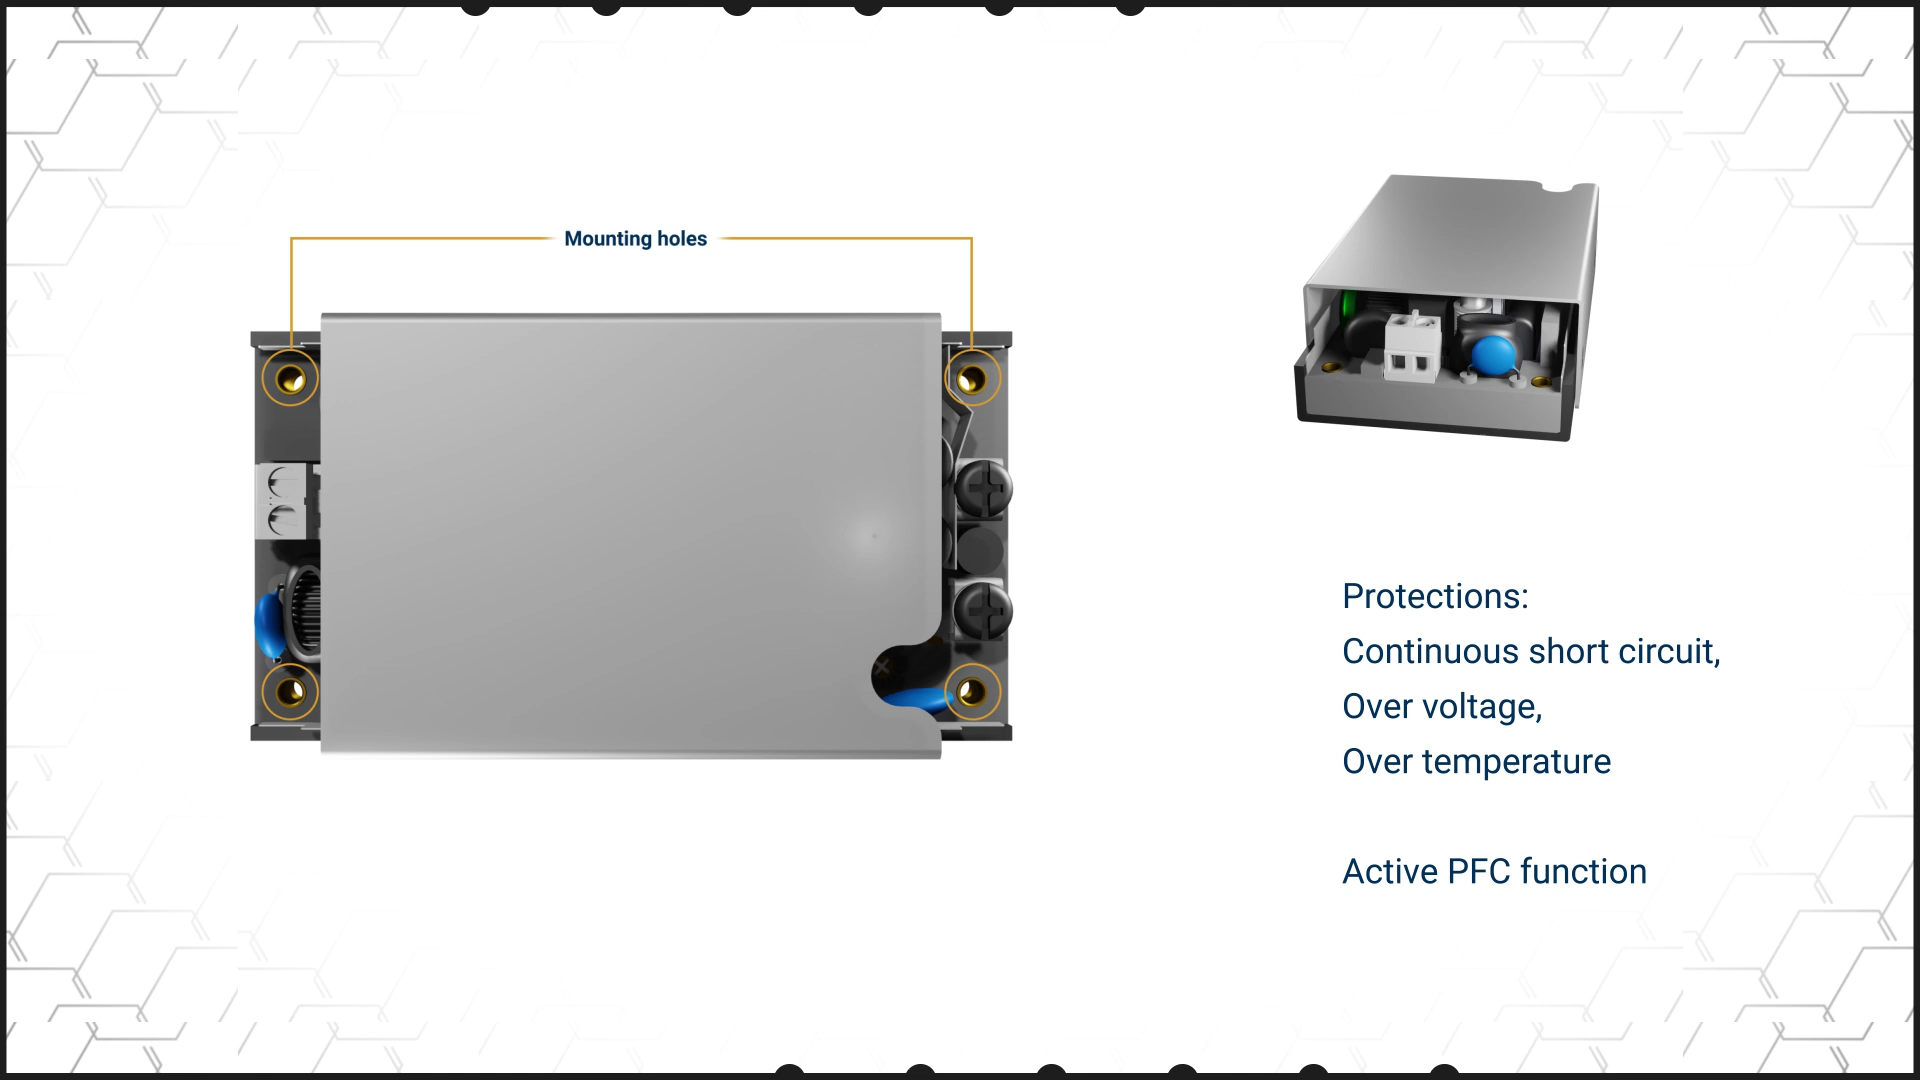 Mounting holes
Protections:
Continuous short circuit,
Over voltage,
Over temperature
Active PFC function